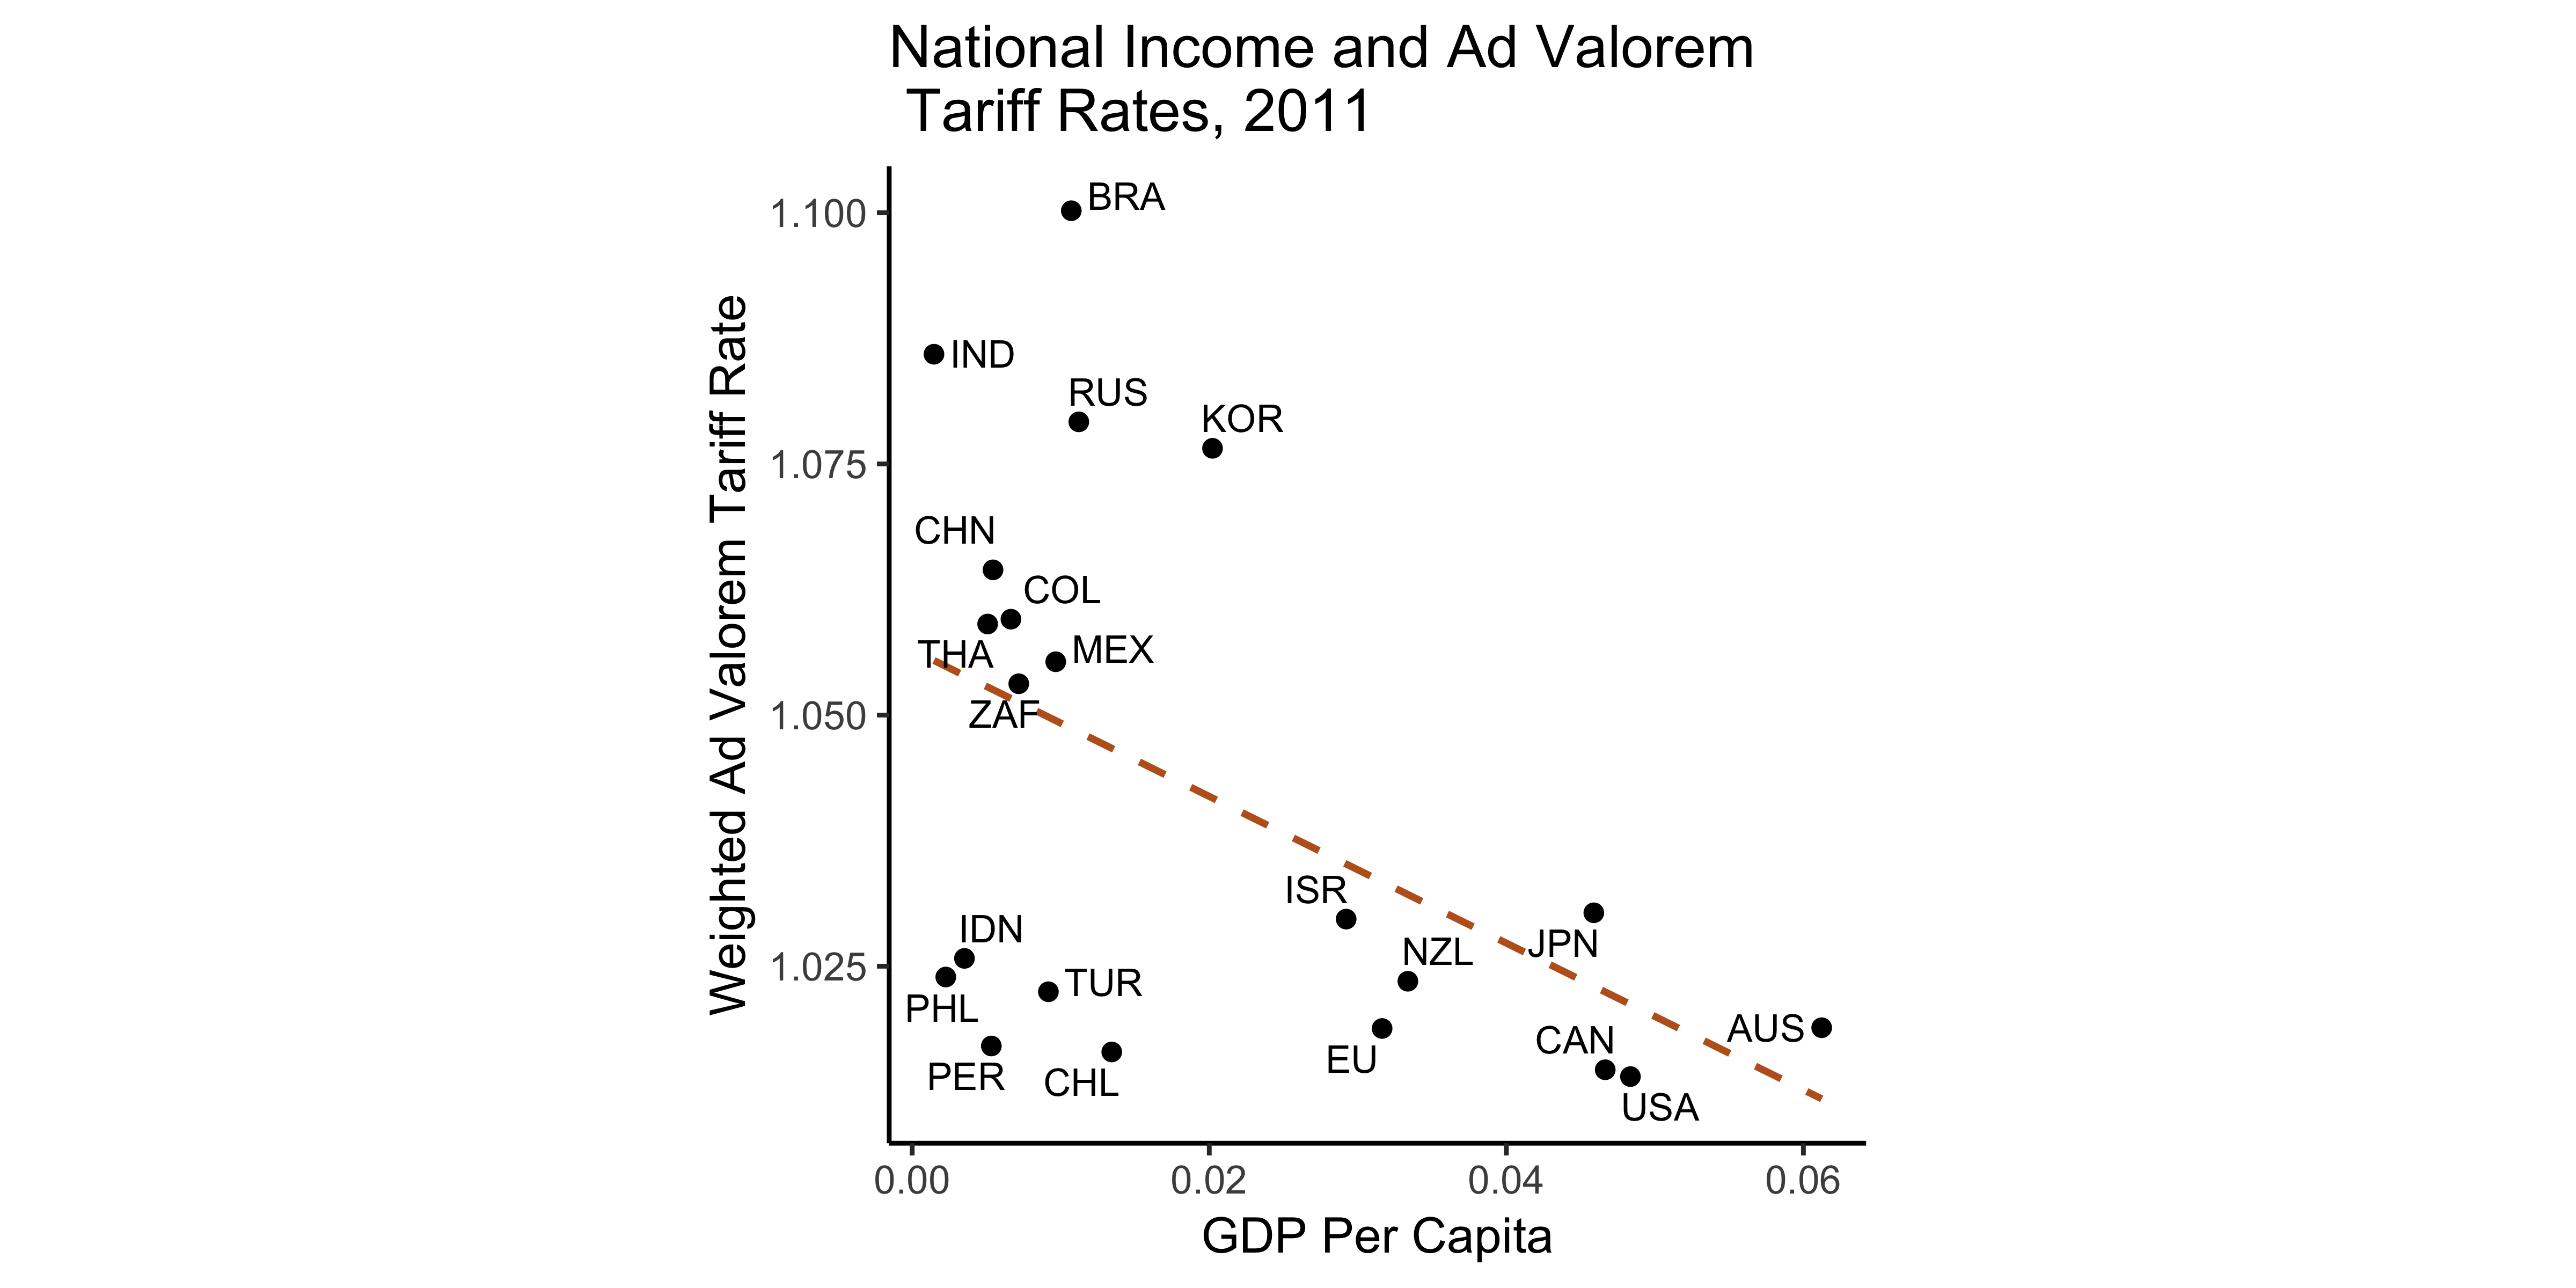 National Income and Ad Valorem
Tariff Rates, 2011
Weighted Ad Valorem Tariff Rate
1.100
1.075
1.050
1.025
BRA
IND
RUS
KOR
CHN
COL
THA
MEX
ZAF
ISR
IDN
JPN
NZL
TUR
PHL
AUS
CAN
EU
PER
CHL
USA
0.00
0.02
0.04
0.06
GDP Per Capita